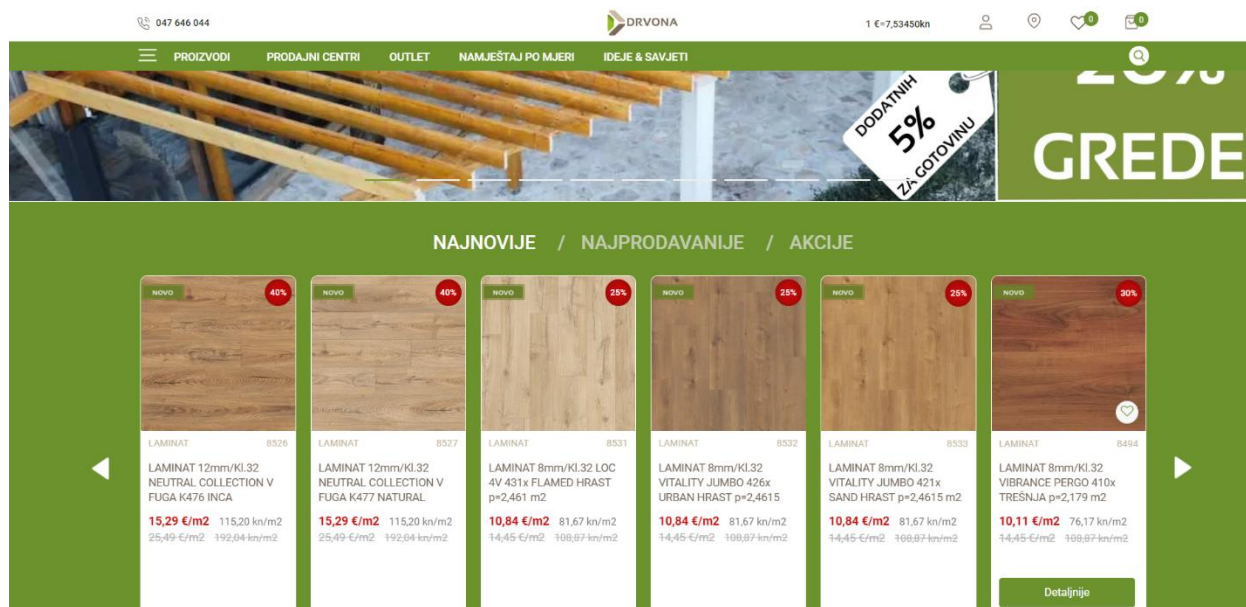 047 646 044
DRVONA
1 €=7,53450kn
0
0
PROIZVODI
PRODAJNI CENTRI
OUTLET
NAMJEŠTAJ PO MJERI
IDEJE & SAVJETI
DODATNIH
5%
ZA GOTOVINU
GREDE
NAJNOVIJE / NAJPRODAVANIJE / AKCIJE
NOVO
40%
LAMINAT 8526
LAMINAT 12mm/Kl.32
NEUTRAL COLLECTION V
FUGA K476 INCA
15,29 €/m2 115,20 kn/m2
25,49 €/m2 192,04 kn/m2
NOVO
40%
LAMINAT 8527
LAMINAT 12mm/Kl.32
NEUTRAL COLLECTION V
FUGA K477 NATURAL
15,29 €/m2 115,20 kn/m2
25,49 €/m2 192,04 kn/m2
NOVO
25%
LAMINAT 8531
LAMINAT 8mm/Kl.32 LOC
4V 431x FLAMED HRAST
p=2,461 m2
10,84 €/m2 81,67 kn/m2
14,45 €/m2 108,87 kn/m2
NOVO
25%
LAMINAT 8532
LAMINAT 8mm/Kl.32
VITALITY JUMBO 426x
URBAN HRAST p=2,4615
10,84 €/m2 81,67 kn/m2
14,45 €/m2 108,87 kn/m2
NOVO
25%
LAMINAT 8533
LAMINAT 8mm/Kl.32
VITALITY JUMBO 421x
SAND HRAST p=2,4615 m2
10,84 €/m2 81,67 kn/m2
14,45 €/m2 108,87 kn/m2
NOVO
30%
LAMINAT 8494
LAMINAT 8mm/Kl.32
VIBRANCE PERGO 410x
TREŠNJA p=2,179 m2
10,11 €/m2 76,17 kn/m2
14,45 €/m2 108,87 kn/m2
Detaljnije